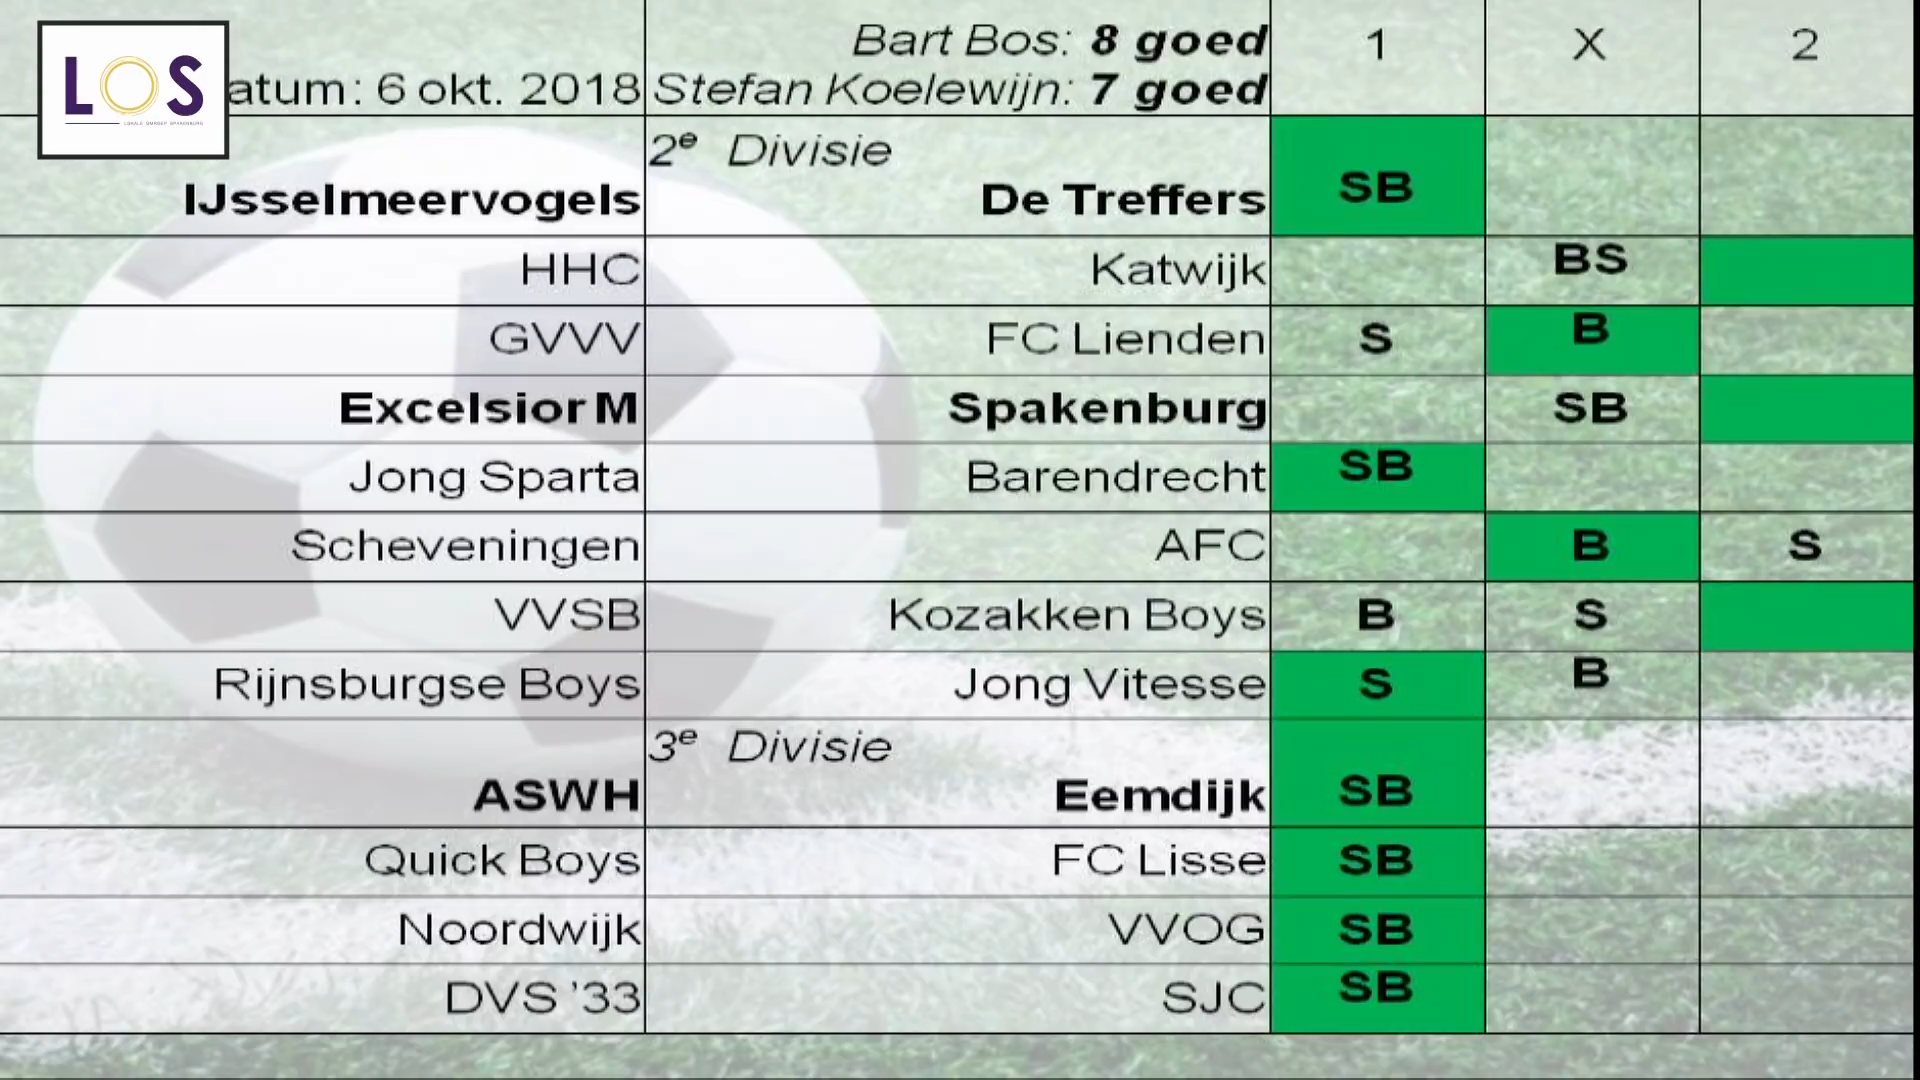 LOS
LOKALE OMROEP SPAKENBURG
Bart Bos: 8 goed 1 X 2
atum: 6 okt. 2018 Stefan Koelewijn: 7 goed
2e Divisie
IJsselmeervogels De Treffers SB
HHC Katwijk BS
GVVV FC Lienden S B
Excelsior M Spakenburg SB
Jong Sparta Barendrecht SB
Scheveningen AFC B S
VVSB Kozakken Boys B S
Rijnsburgse Boys Jong Vitesse S B
3e Divisie
ASWH Eemdijk SB
Quick Boys FC Lisse SB
Noordwijk VVOG SB
DVS '33 SJC SB